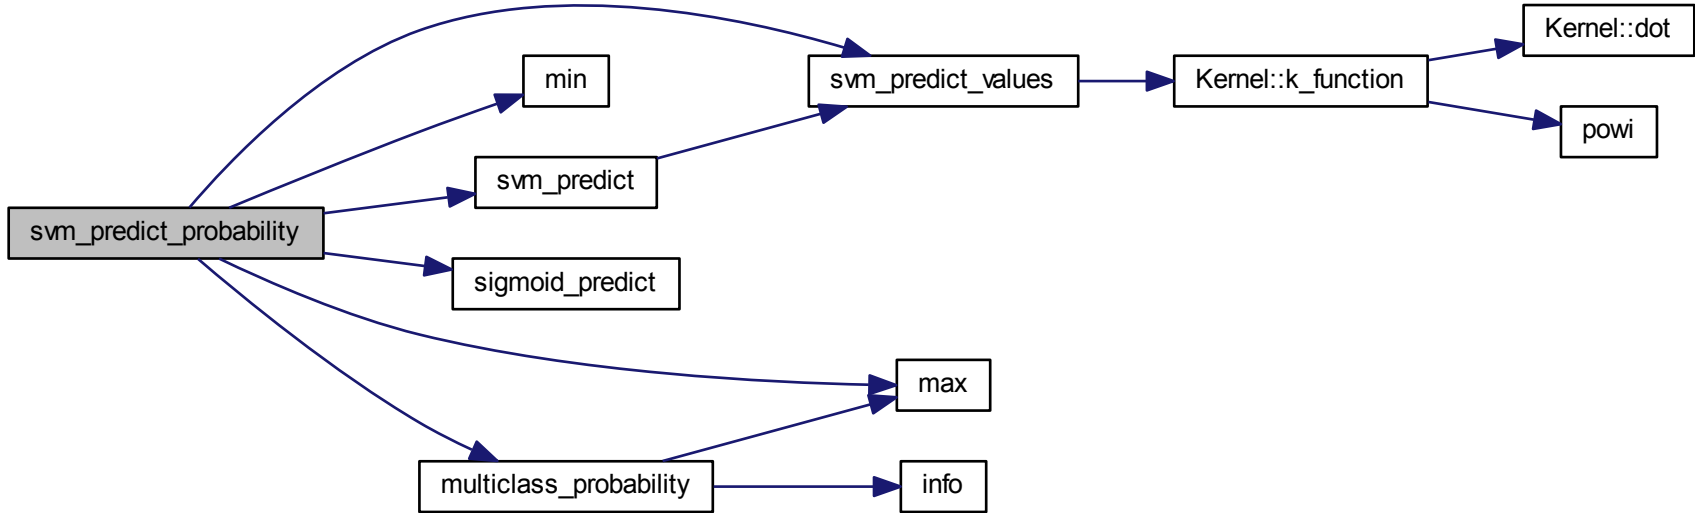 Kernel::dot
min
svm_predict_values
Kernel::k_function
powi
svm_predict
svm_predict_probability
sigmoid_predict
max
multiclass_probability
info